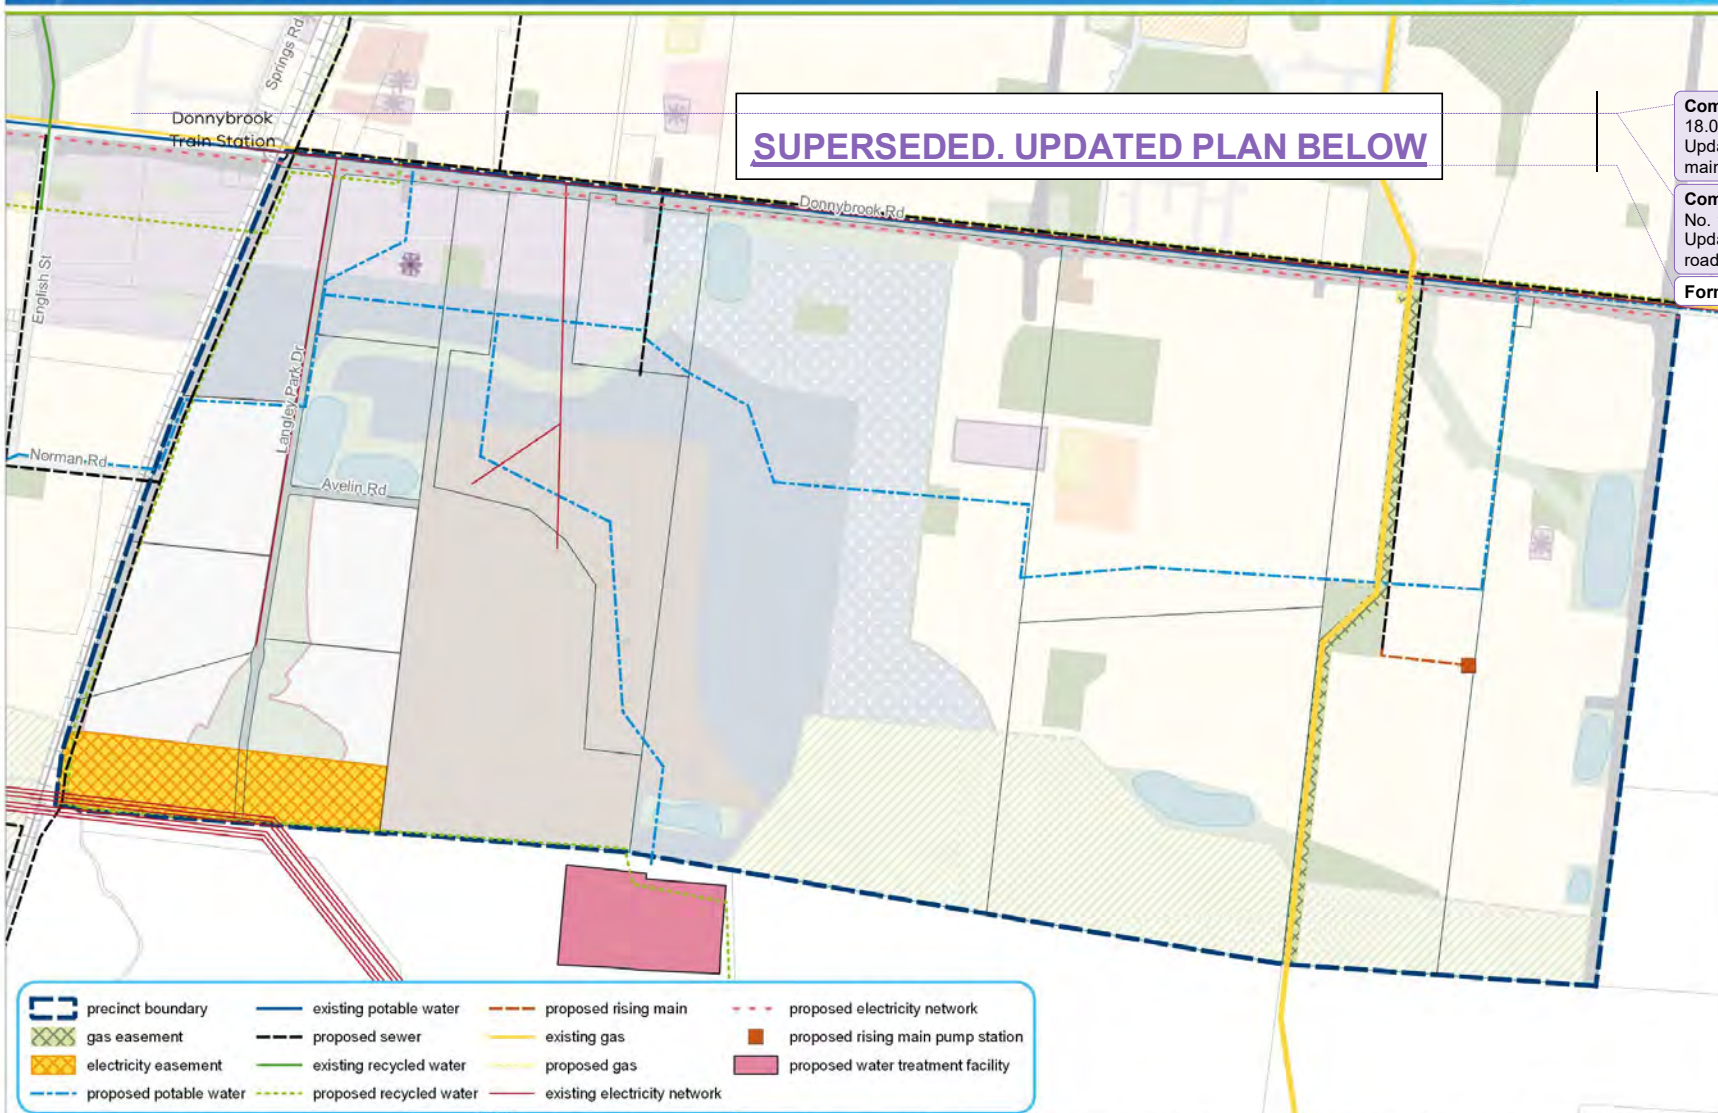 Springs Rd
Donnybrook
Train Station
SUPERSEDED. UPDATED PLAN BELOW
Com
18.0
Upda
main
Com
No.
Upda
road
Forn
Donnybrook Rd
English St
Langley Park Dr
Norman Rd
Avelin Rd
precinct boundary
gas easement
electricity easement
proposed potable water
existing potable water
proposed sewer
existing recycled water
proposed recycled water
proposed rising main
existing gas
proposed gas
existing electricity network
proposed electricity network
proposed rising main pump station
proposed water treatment facility